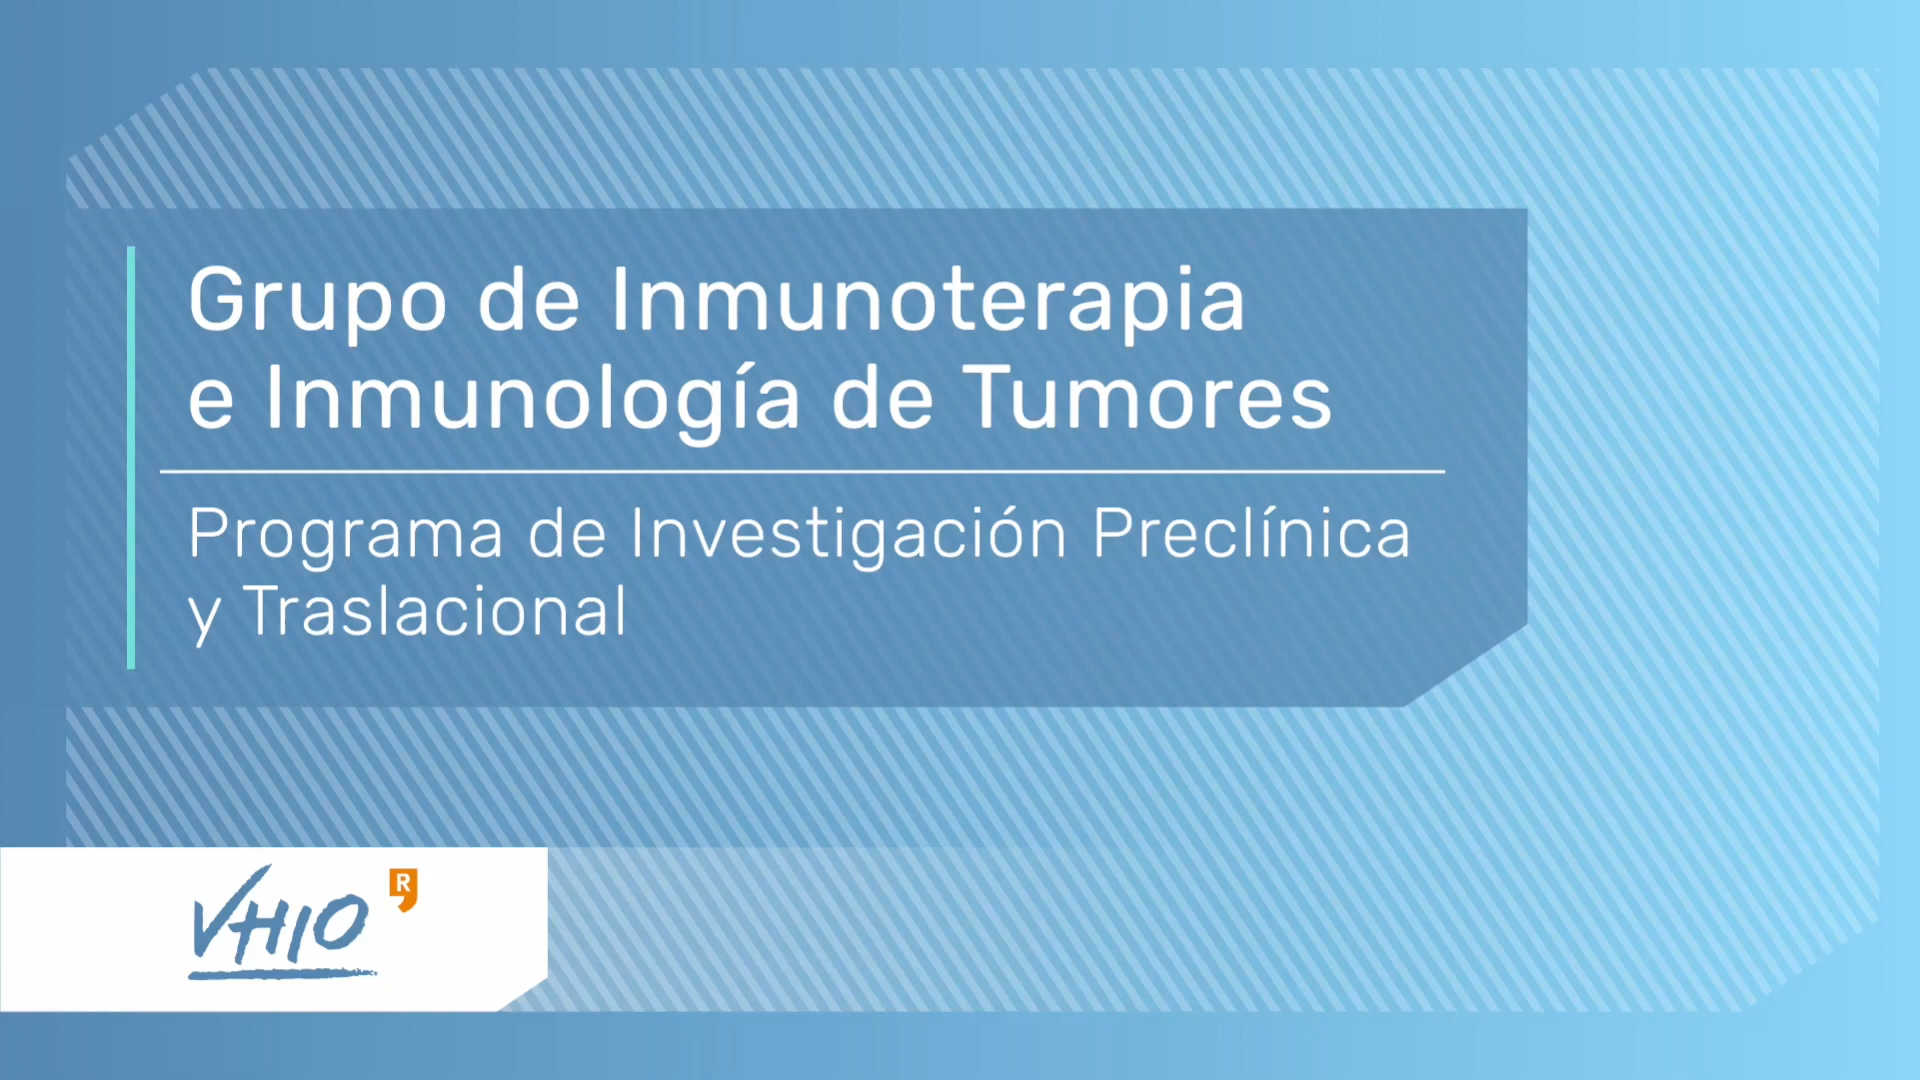 Grupo de Inmunoterapia
e Inmunología de Tumores
Programa de Investigación Preclínica
y Traslacional
VHIO
R